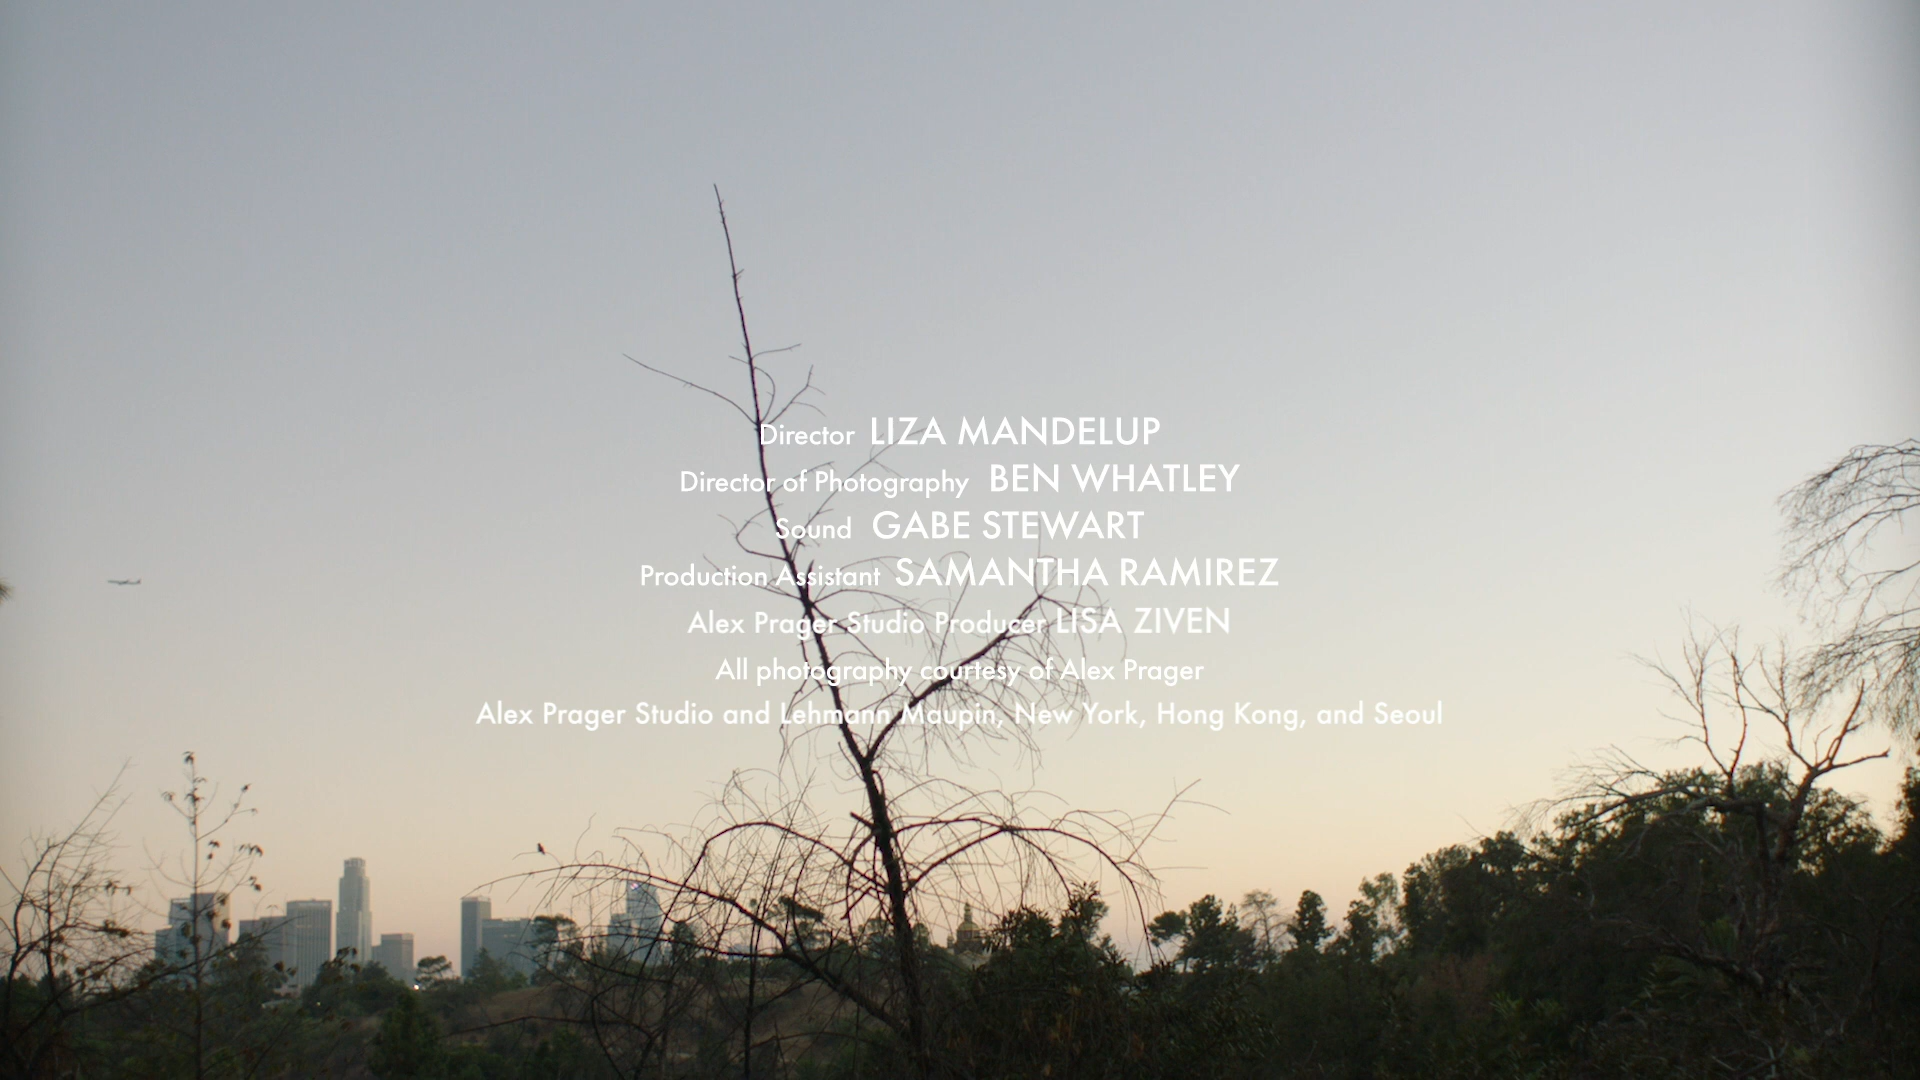 Director LIZA MANDELUP
Director of Photography BEN WHATLEY
Sound GABE STEWART
Production Assistant SAMANTHA RAMIREZ
Alex Prager Studio Producer LISA ZIVEN
All photography courtesy of Alex Prager
Alex Prager Studio and Lehmann Maupin, New York, Hong Kong, and Seoul